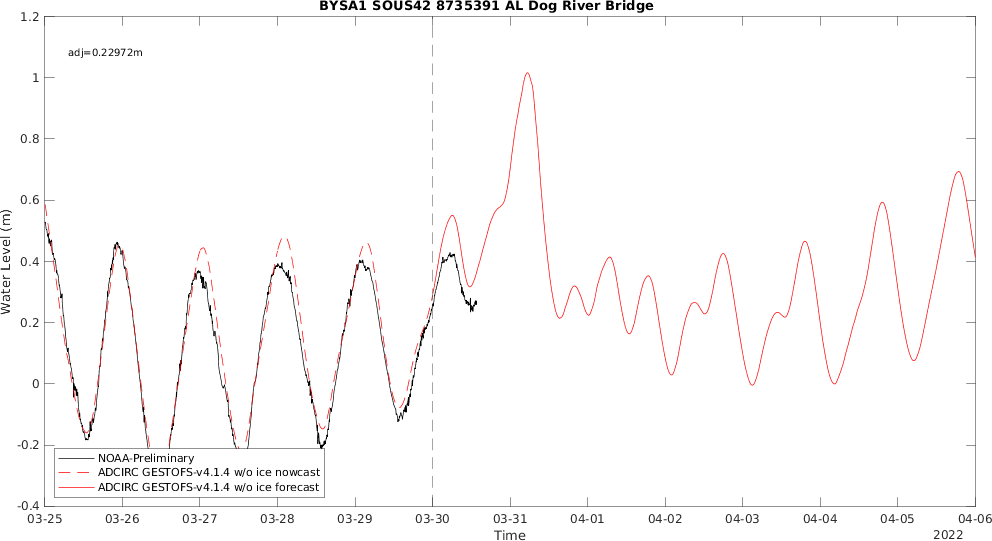 BYSA1 SOUS42 8735391 AL Dog River Bridge
1.2
adj=0.22972m
1
0.8
0.6
0.4
0.2
0
-0.2
-0.4
Water Level (m)
NOAA-Preliminary
ADCIRC GESTOFS-v4.1.4 w/o ice nowcast
ADCIRC GESTOFS-v4.1.4 w/o ice forecast
03-25 03-26 03-27 03-28 03-29 03-30 03-31 04-01 04-02 04-03 04-04 04-05 04-06
Time
2022